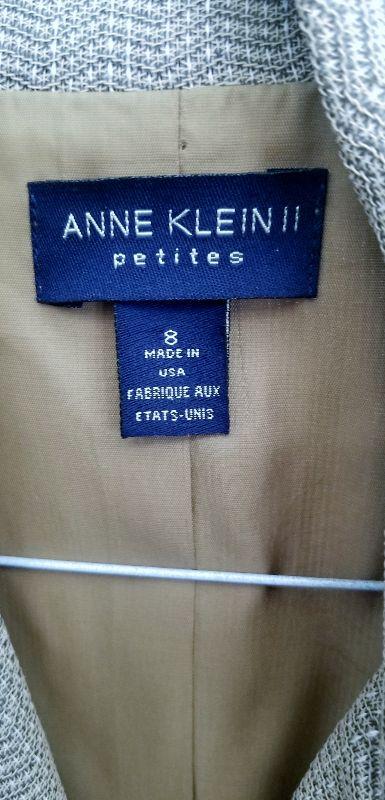 ANNE KLEIN II
petites
8
MADE IN
USA
FABRIQUE AUX
ETATS-UNIS